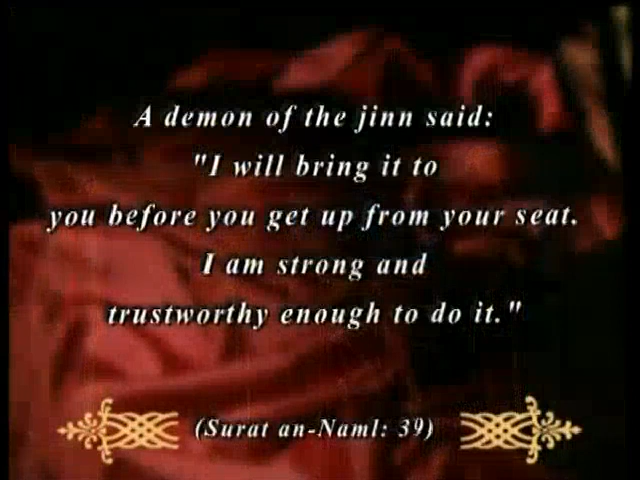 A demon of the jinn said:
"I will bring it to
you before you get up from your seat.
I am strong and
trustworthy enough to do it."
(Surat an-Naml: 39)